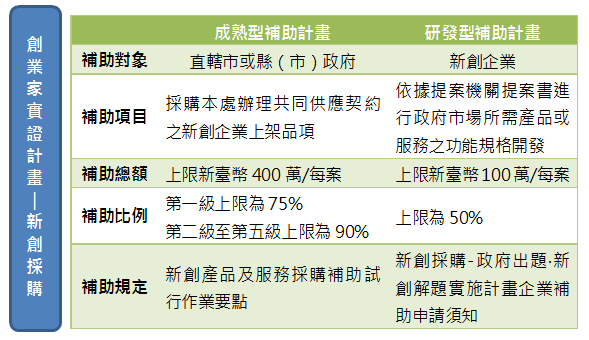 創業家實證計畫—新創採購
成熟型補助計畫 研發型補助計畫
補助對象 直轄市或縣（市）政府 新創企業
補助項目 採購本處辦理共同供應契約 依據提案機關提案書進
之新創企業上架品項 行政府市場所需產品或
服務之功能規格開發
補助總額 上限新臺幣 400 萬/每案 上限新臺幣 100 萬/每案
補助比例 第一級上限為 75% 上限為 50%
第二級至第五級上限為 90%
補助規定 新創產品及服務採購補助試 新創採購-政府出題·新
行作業要點 創解題實施計畫企業補
助申請須知